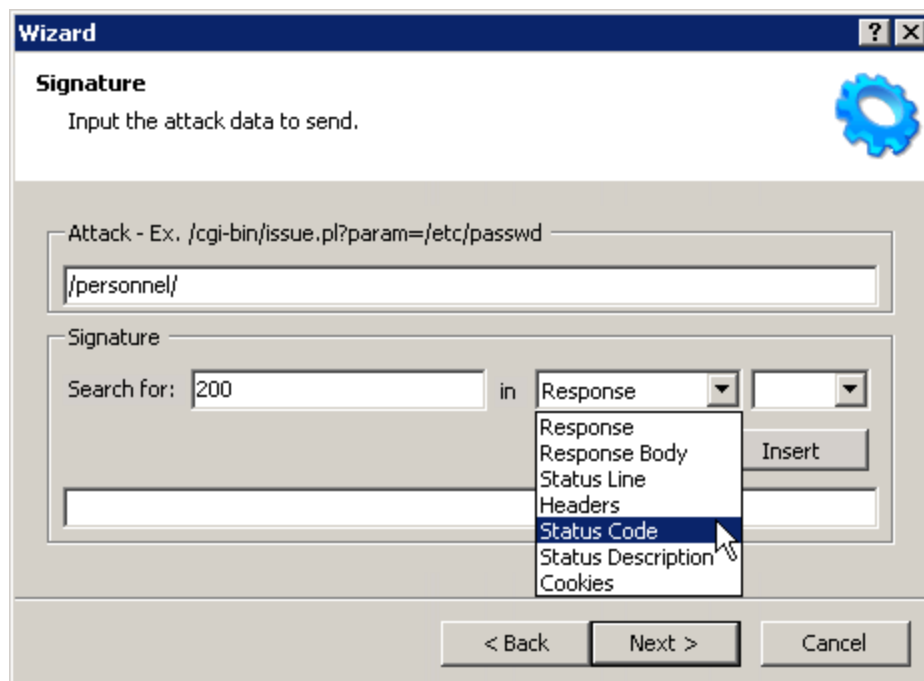 Wizard
Signature
Input the attack data to send.
Attack - Ex. /cgi-bin/issue.pl?param=/etc/passwd
/personnel/
Signature
Search for: 200 in Response
Response
Response Body
Insert
Status Line
Headers
Status Code
Status Description
Cookies
< Back Next > Cancel